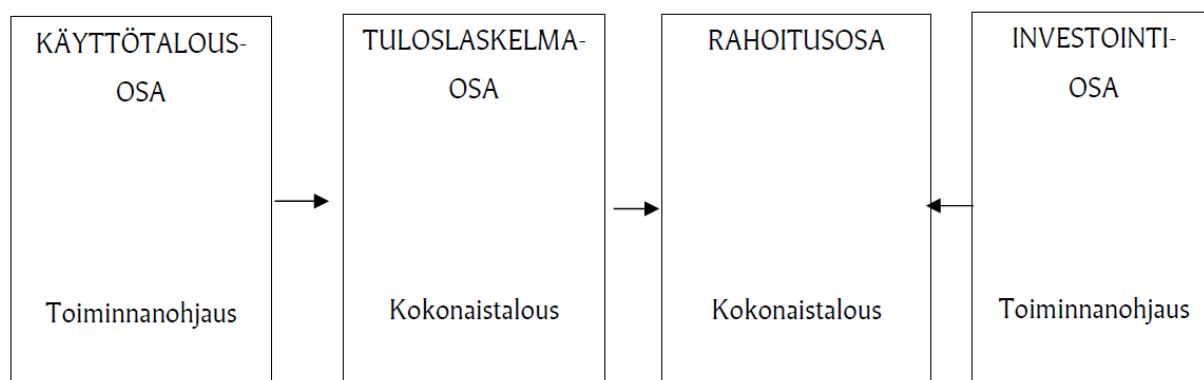 KÄYTTÖTALOUS-
OSA
Toiminnanohjaus
TULOSLASKELMA-
OSA
Kokonaistalous
RAHOITUSOSA
Kokonaistalous
INVESTOINTI-
OSA
Toiminnanohjaus